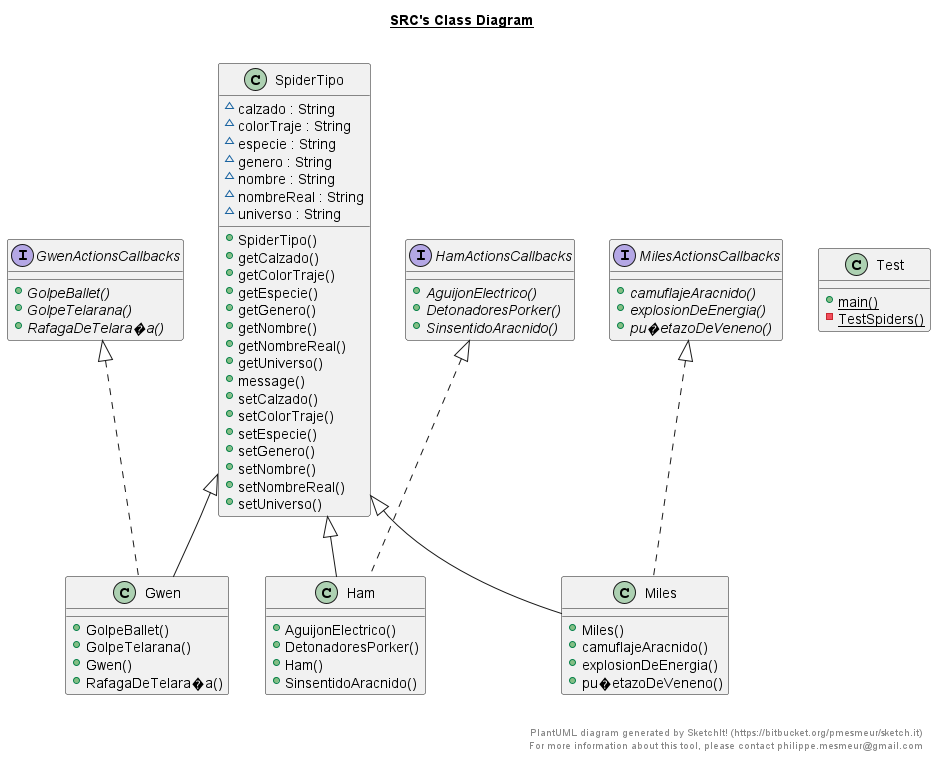 SRC's Class Diagram
C SpiderTipo
calzado : String
colorTraje : String
especie : String
genero : String
nombre : String
nombreReal : String
universo : String
SpiderTipo()
getCalzado()
getColorTraje()
getEspecie()
getGenero()
getNombre()
getNombreReal()
getUniverso()
message()
setCalzado()
setColorTraje()
setEspecie()
setGenero()
setNombre()
setNombreReal()
setUniverso()
I GwenActionsCallbacks
GolpeBallet()
GolpeTelarana()
RafagaDeTelara�a()
I HamActionsCallbacks
AguijonElectrico()
DetonadoresPorker()
SinsentidoAracnido()
I MilesActionsCallbacks
camuflajeAracnido()
explosionDeEnergia()
pu�etazoDeVeneno()
C Test
main()
TestSpiders()
C Gwen
GolpeBallet()
GolpeTelarana()
Gwen()
RafagaDeTelara�a()
C Ham
AguijonElectrico()
DetonadoresPorker()
Ham()
SinsentidoAracnido()
C Miles
Miles()
camuflajeAracnido()
explosionDeEnergia()
pu�etazoDeVeneno()
PlantUML diagram generated by SketchIt! (https://bitbucket.org/pmesmeur/sketch.it)
For more information about this tool, please contact philippe.mesmeur@gmail.com